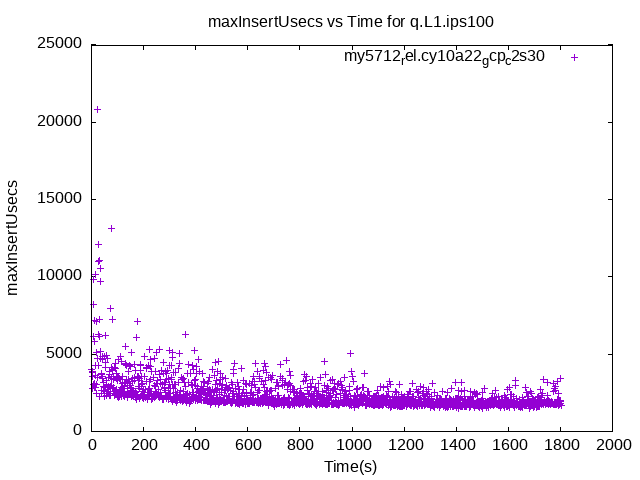 maxInsertUsecs vs Time for q.L1.ips100
my5712rel.cy10a22gcpc2s30
25000
20000
15000
10000
5000
0
maxInsertUsecs
0 200 400 600 800 1000 1200 1400 1600 1800 2000
Time(s)